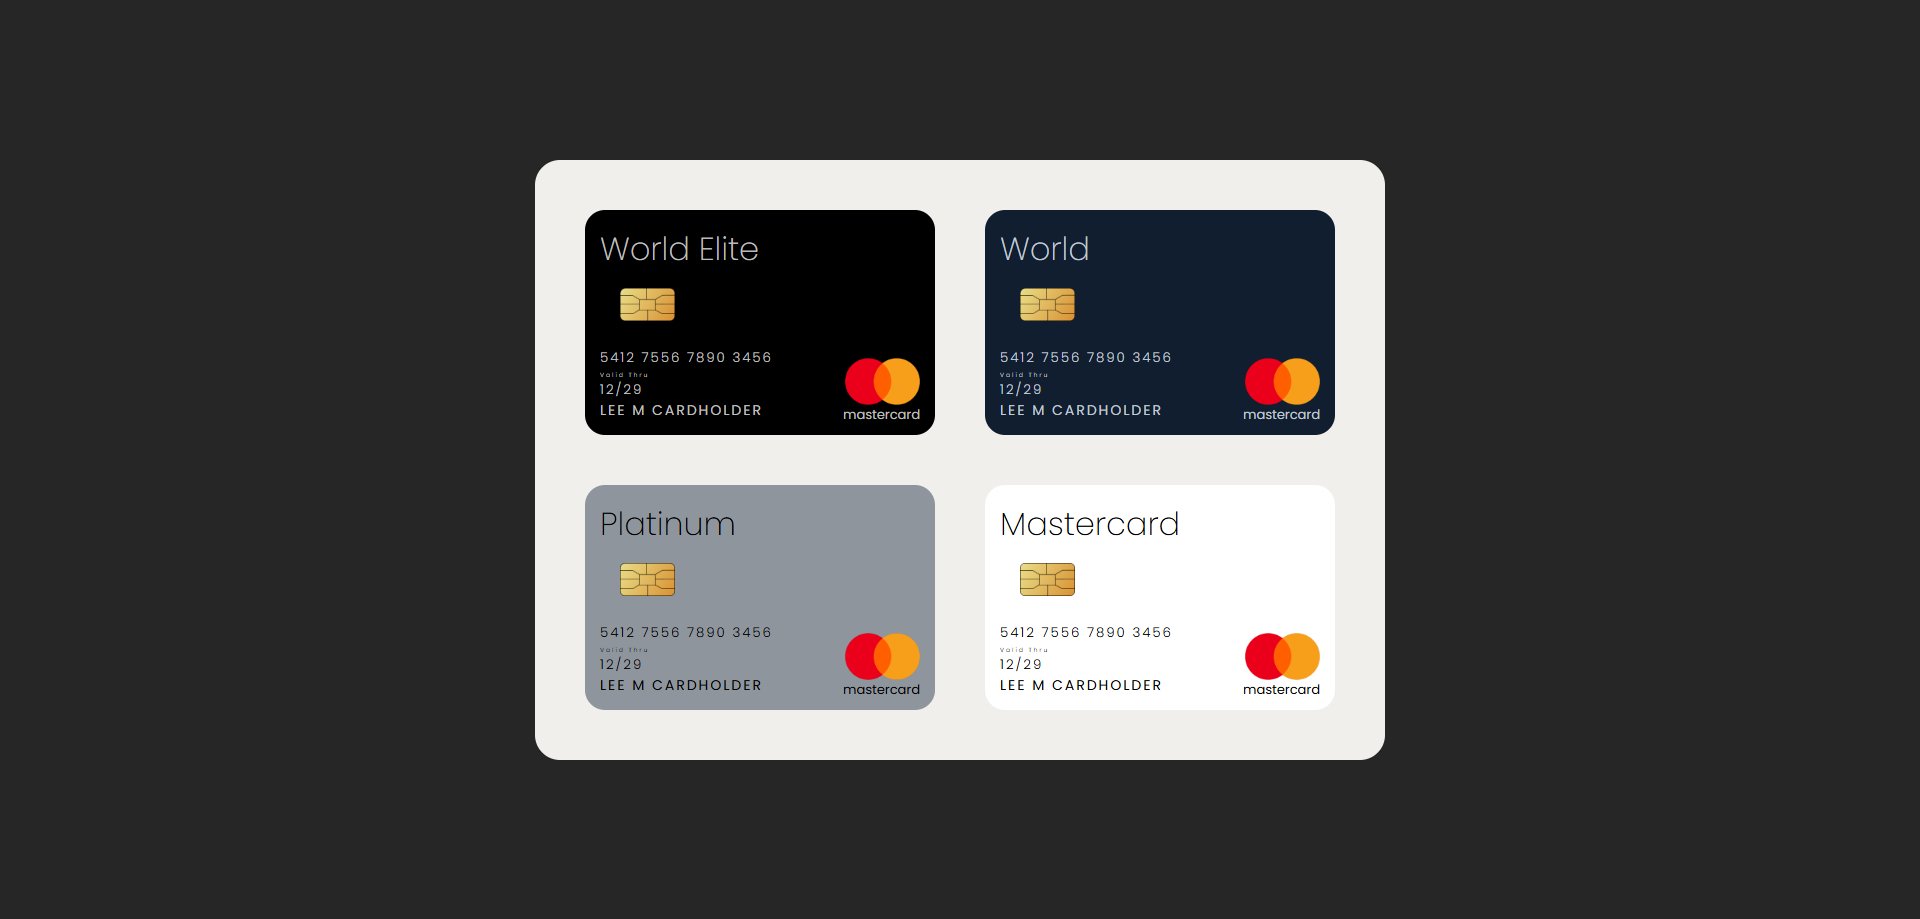 World Elite
5412 7556 7890 3456
Valid Thru
12/29
LEE M CARDHOLDER
mastercard
World
5412 7556 7890 3456
Valid Thru
12/29
LEE M CARDHOLDER
mastercard
Platinum
5412 7556 7890 3456
Valid Thru
12/29
LEE M CARDHOLDER
mastercard
Mastercard
5412 7556 7890 3456
Valid Thru
12/29
LEE M CARDHOLDER
mastercard